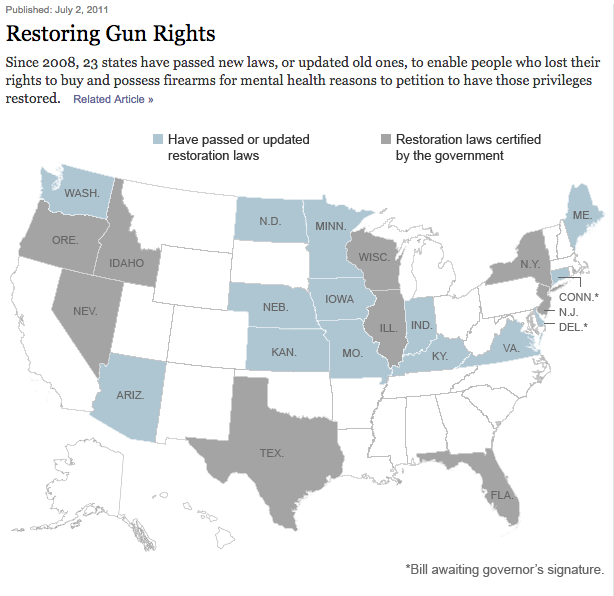 Published: July 2, 2011
Restoring Gun Rights
Since 2008, 23 states have passed new laws, or updated old ones, to enable people who lost their
rights to buy and possess firearms for mental health reasons to petition to have those privileges
restored. Related Article »
Have passed or updated
restoration laws
Restoration laws certified
by the government
WASH.
ORE.
IDAHO
NEV.
ARIZ.
N.D.
MINN.
NEB.
IOWA
KAN.
MO.
WISC.
ILL.
IND.
KY.
VA.
TEX.
FLA.
N.Y.
ME.
CONN.*
N.J.
DEL.*
*Bill awaiting governor's signature.